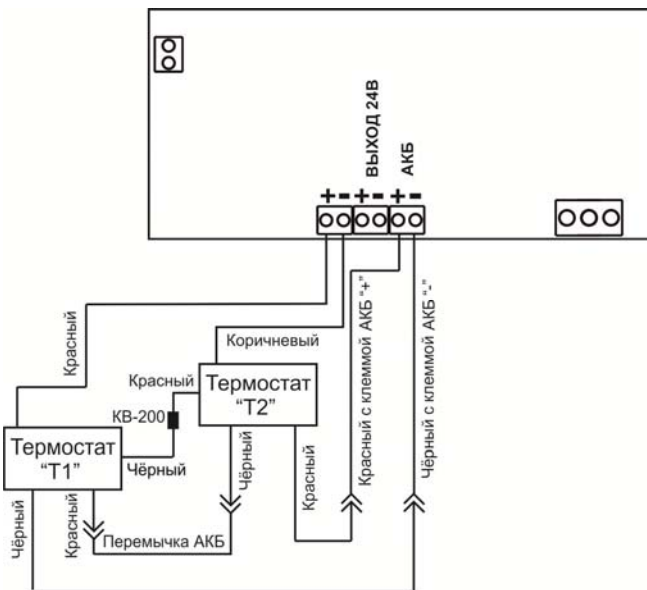 ВЫХОД 24В
АКБ
+ - + - + -
Красный
Коричневый
Красный
Термостат
“Т2”
КВ-200
Термостат
“Т1”
Чёрный
Чёрный
Красный
Перемычка АКБ
Чёрный
Красный
Красный с клеммой АКБ “+”
Чёрный с клеммой АКБ “-”